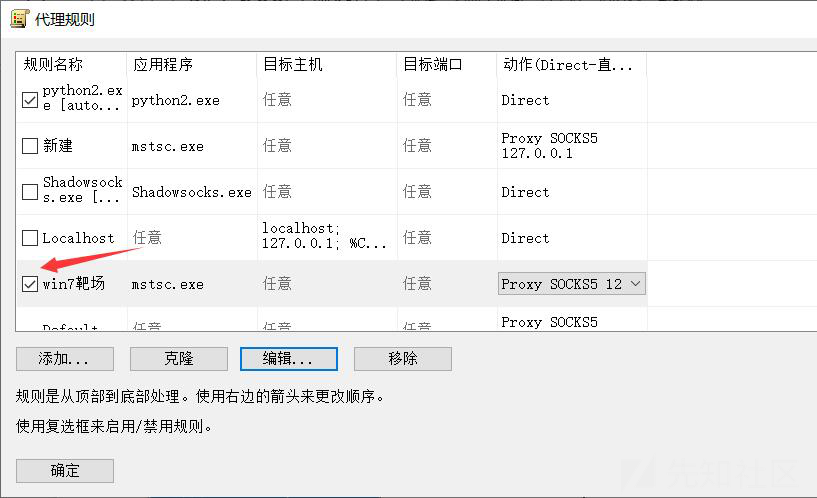 代理规则
规则名称 应用程序 目标主机 目标端口 动作(Direct-直...
python2.ex
e [auto... python2.exe 任意 任意 Direct
新建 mstsc.exe 任意 任意 Proxy SOCKS5
127.0.0.1
Shadowsock
s.exe [... Shadowsocks.exe 任意 任意 Direct
Localhost 任意 localhost;
127.0.0.1; %C... 任意 Direct
win7靶场 mstsc.exe 任意 任意 Proxy SOCKS5 12
Default 任意 任意 任意 Proxy SOCKS5
添加... 克隆 编辑... 移除
规则是从顶部到底部处理。使用右边的箭头来更改顺序。
使用复选框来启用/禁用规则。
确定
先知社区